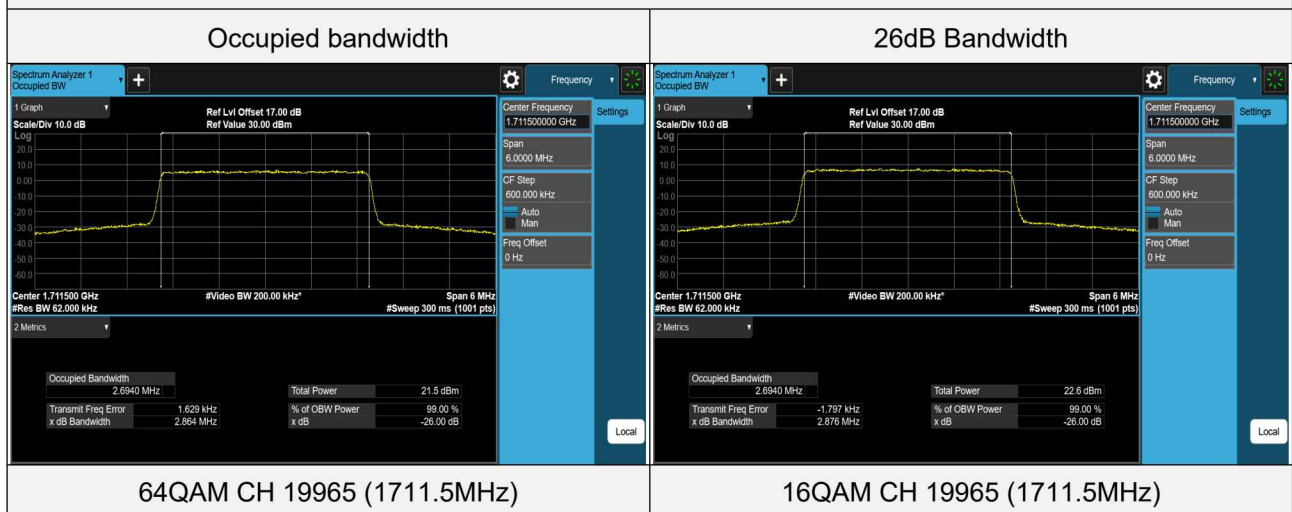 Occupied bandwidth
26dB Bandwidth
Spectrum Analyzer 1
Occupied BW
+
Frequency
1 Graph
Scale/Div 10.0 dB
Ref Lvl Offset 17.00 dB
Ref Value 30.00 dBm
Log
20.0
10.0
0.00
-10.0
-20.0
-30.0
-40.0
-50.0
-60.0
Center 1.711500 GHz
#Video BW 200.00 kHz*
Span 6 MHz
#Res BW 62.000 kHz
#Sweep 300 ms (1001 pts)
2 Metrics
Occupied Bandwidth
2.6940 MHz
Total Power 21.5 dBm
Transmit Freq Error 1.629 kHz
% of OBW Power 99.00 %
x dB Bandwidth 2.864 MHz
x dB -26.00 dB
Center Frequency
1.711500000 GHz
Settings
Span
6.0000 MHz
CF Step
600.000 kHz
Auto
Man
Freq Offset
0 Hz
Local
Spectrum Analyzer 1
Occupied BW
+
Frequency
1 Graph
Scale/Div 10.0 dB
Ref Lvl Offset 17.00 dB
Ref Value 30.00 dBm
Log
20.0
10.0
0.00
-10.0
-20.0
-30.0
-40.0
-50.0
-60.0
Center 1.711500 GHz
#Video BW 200.00 kHz*
Span 6 MHz
#Res BW 62.000 kHz
#Sweep 300 ms (1001 pts)
2 Metrics
Occupied Bandwidth
2.6940 MHz
Total Power 22.6 dBm
Transmit Freq Error -1.797 kHz
% of OBW Power 99.00 %
x dB Bandwidth 2.876 MHz
x dB -26.00 dB
Center Frequency
1.711500000 GHz
Settings
Span
6.0000 MHz
CF Step
600.000 kHz
Auto
Man
Freq Offset
0 Hz
Local
64QAM CH 19965 (1711.5MHz)
16QAM CH 19965 (1711.5MHz)